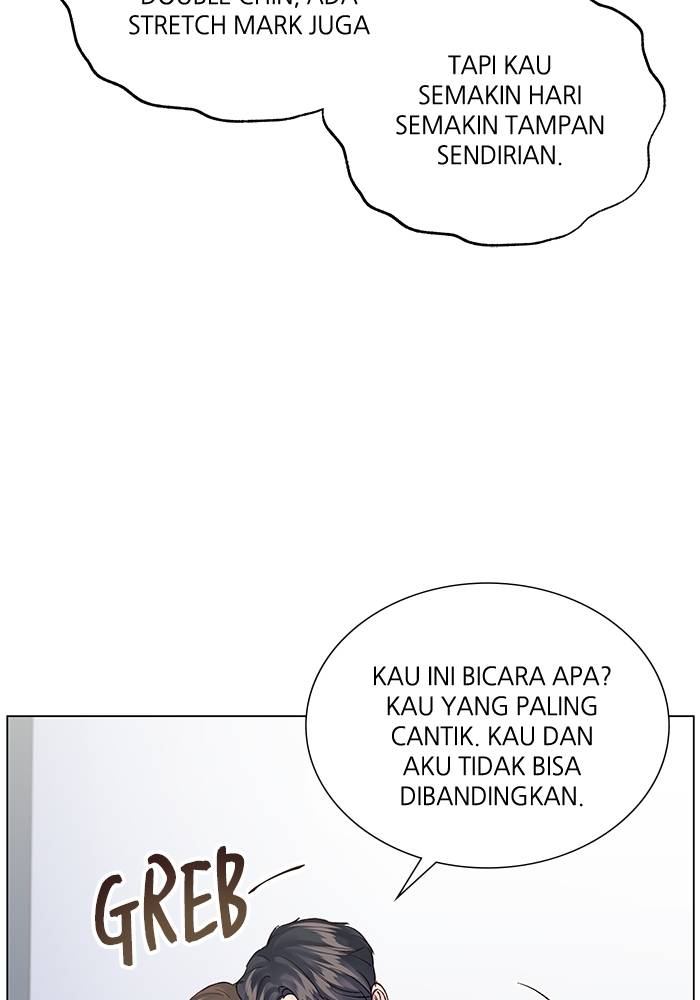 DOUBLE CHIN, ADA
STRETCH MARK JUGA
TAPI KAU
SEMAKIN HARI
SEMAKIN TAMPAN
SENDIRIAN.
KAU INI BICARA APA?
KAU YANG PALING
CANTIK. KAU DAN
AKU TIDAK BISA
DIBANDINGKAN.
GREB